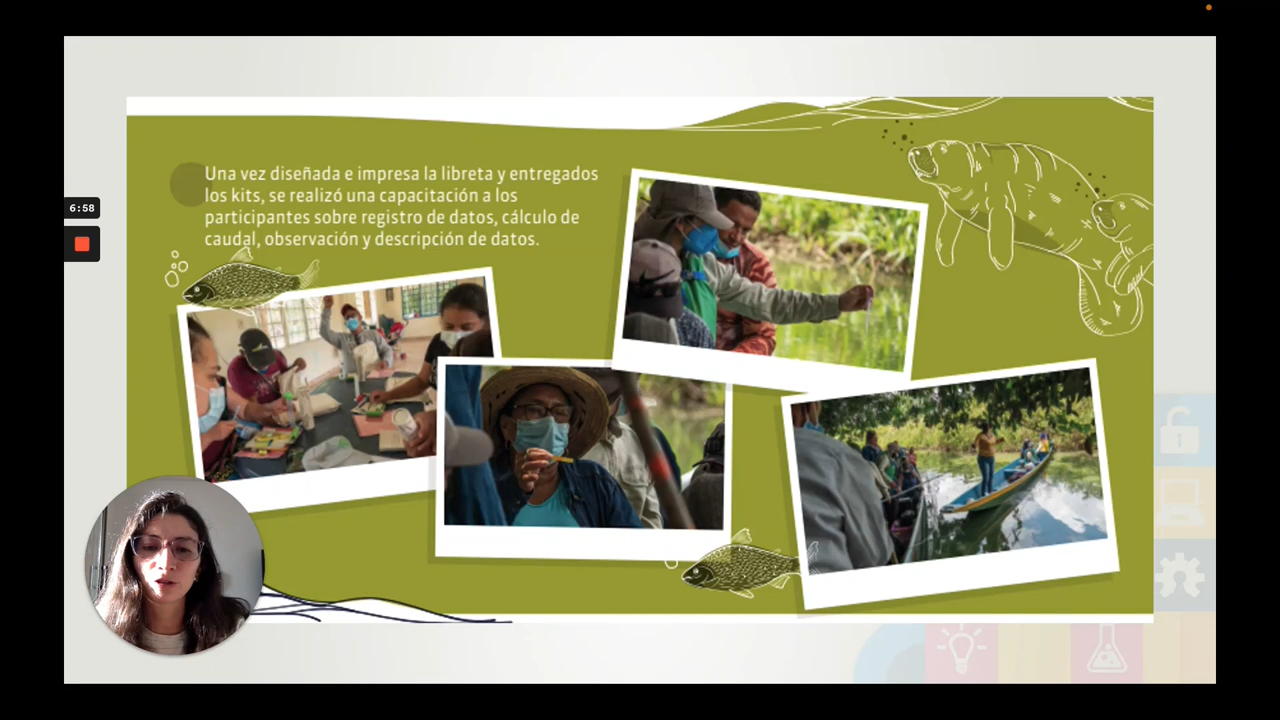 Una vez diseñada e impresa la libreta y entregados
los kits, se realizó una capacitación a los
participantes sobre registro de datos, cálculo de
caudal, observación y descripción de datos.
6:58